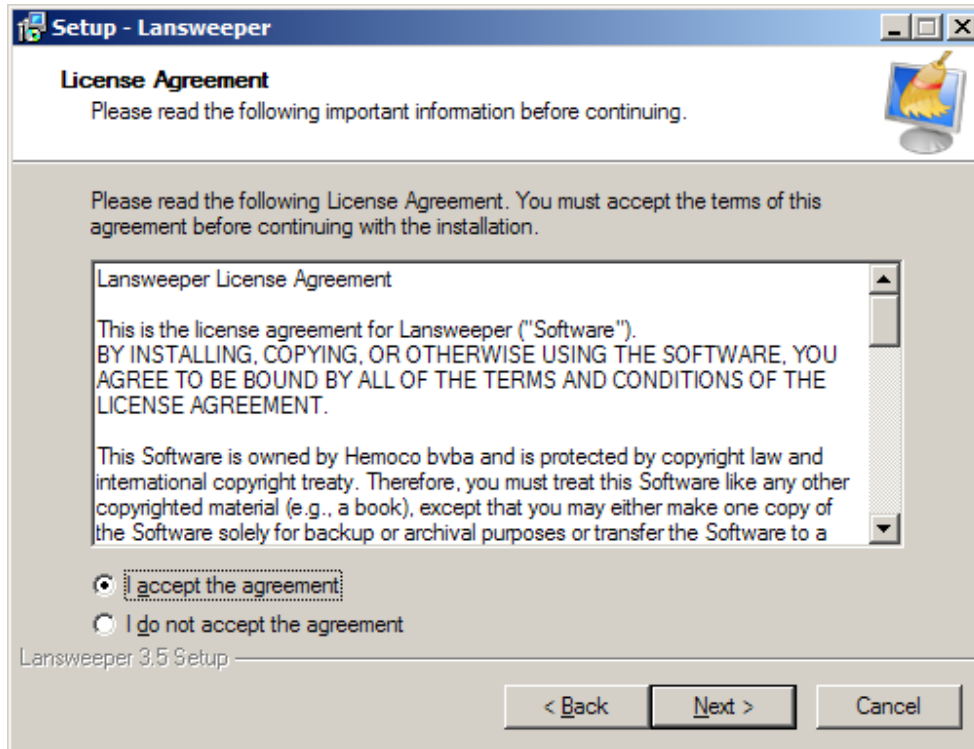 Setup - Lansweeper
License Agreement
Please read the following important information before continuing.
Please read the following License Agreement. You must accept the terms of this
agreement before continuing with the installation.
Lansweeper License Agreement
This is the license agreement for Lansweeper ("Software").
BY INSTALLING, COPYING, OR OTHERWISE USING THE SOFTWARE, YOU
AGREE TO BE BOUND BY ALL OF THE TERMS AND CONDITIONS OF THE
LICENSE AGREEMENT.
This Software is owned by Hemoco bvba and is protected by copyright law and
international copyright treaty. Therefore, you must treat this Software like any other
copyrighted material (e.g., a book), except that you may either make one copy of
the Software solely for backup or archival purposes or transfer the Software to a
I accept the agreement
I do not accept the agreement
Lansweeper 3.5 Setup
< Back Next > Cancel